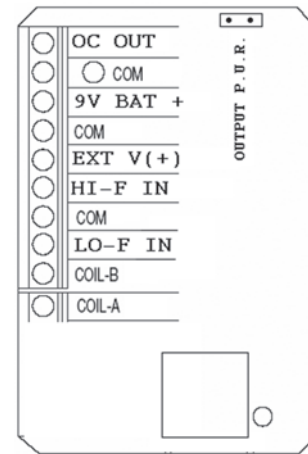 OC OUT
COM
9V BAT +
COM
EXT V(+)
HI-F IN
COM
LO-F IN
COIL-B
COIL-A
OUTPUT P.U.R.